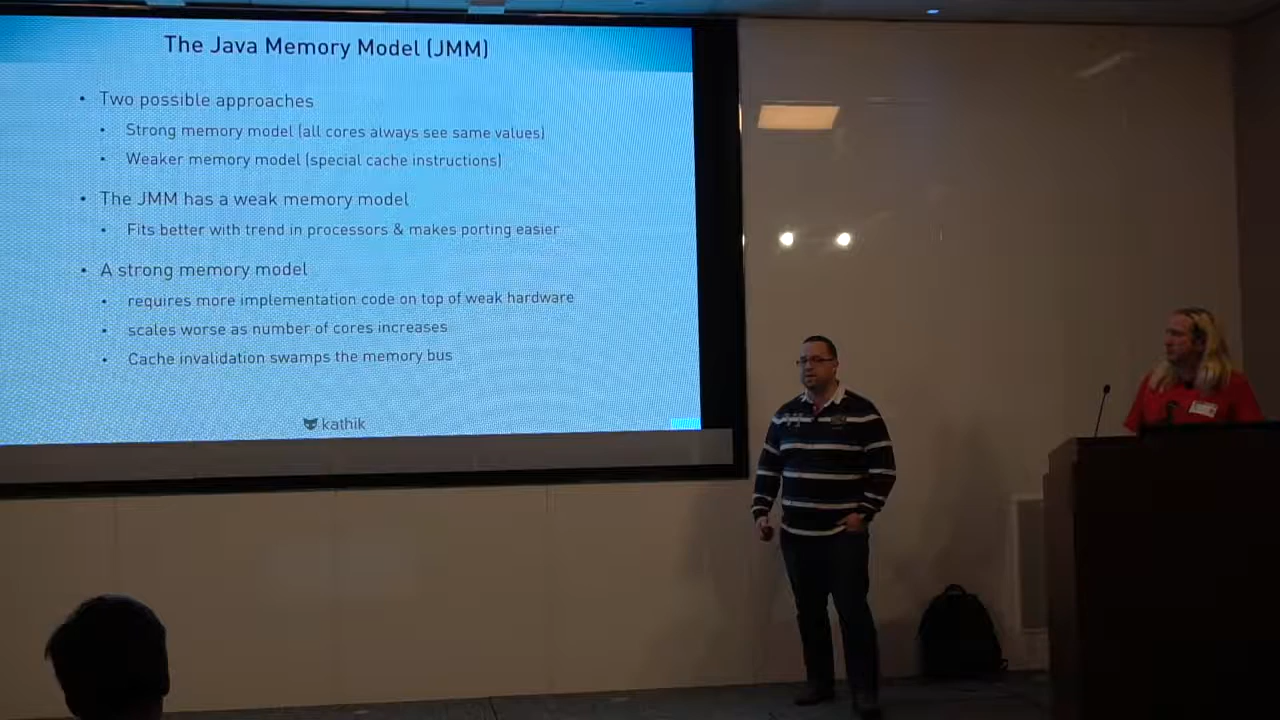 The Java Memory Model (JMM)
• Two possible approaches
• Strong memory model (all cores always see same values)
• Weaker memory model (special cache instructions)
• The JMM has a weak memory model
• Fits better with trend in processors & makes porting easier
• A strong memory model
• requires more implementation code on top of weak hardware
• scales worse as number of cores increases
• Cache invalidation swamps the memory bus
kathik